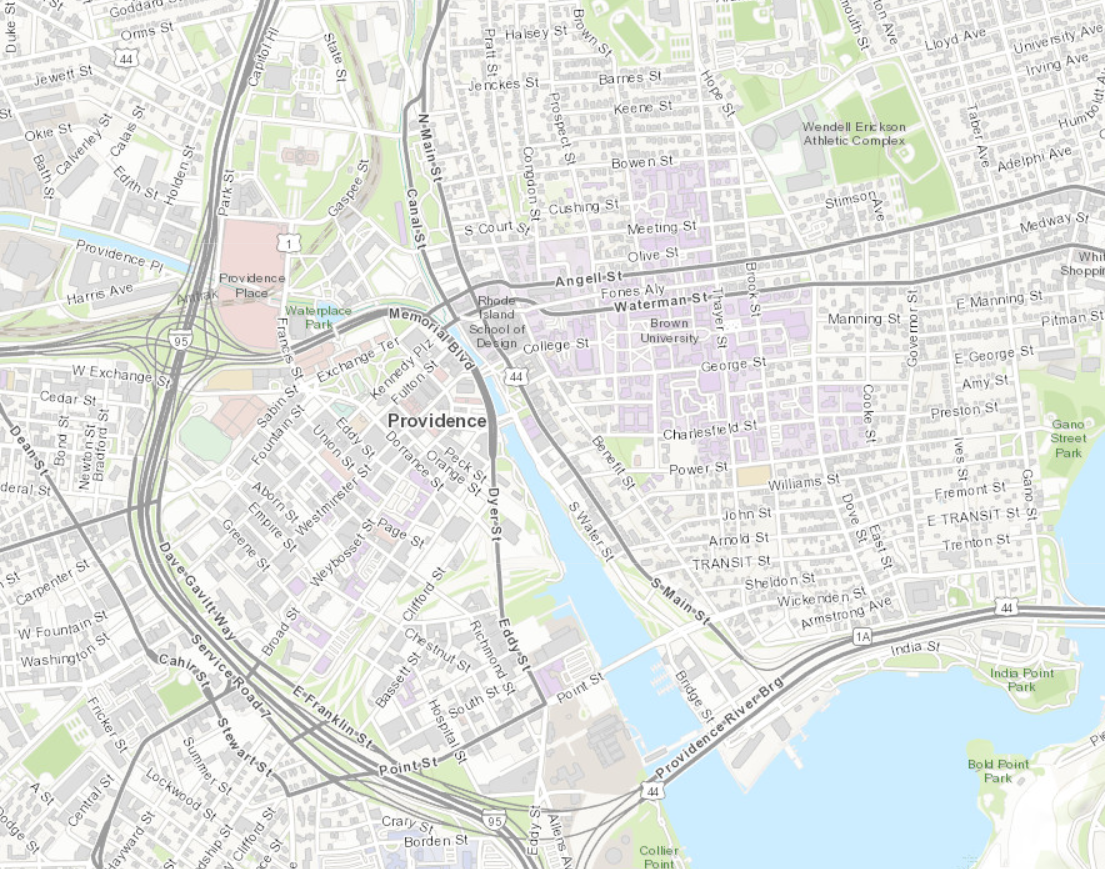 Goddard St
Duke St
Orms St
44
Capitol Hl
State St
Jewett St
Okie St
Bath St
Calverley St
Calais St
Edith St
Holden St
Park St
Gaspee St
Providence Pl
Harris Ave
Amtrak
1
Providence
Place
Waterplace
Park
Francis St
95
W Exchange St
Cedar St
Bond St
Newton St
Bradford St
Dean St
N Main St
Canal St
Pratt St
Halsey St
Brown St
Jenckes St
Barnes St
Keene St
Prospect St
Congdon St
Bowen St
Cushing St
S Court St
Meeting St
Olive St
Hope St
Angell St
Fones Aly
Waterman St
Thayer St
Brook St
Rhode
Island
School of
Design
Brown
University
College St
George St
Manning St
Governor St
Cooke St
Lloyd Ave
University Ave
Irving Ave
Taber Ave
Adelphi Ave
Wendell Erickson
Athletic Complex
Stimson Ave
Medway St
E Manning St
Pitman St
E George St
Amy St
Preston St
Ives St
Gano St
Gano
Street
Park
Fremont St
E TRANSIT St
Trenton St
Memorial Blvd
Exchange Ter
Kennedy Plz
Fulton St
Sabin St
Fountain St
Providence
Union St
Eddy St
Dorrance St
Peck St
Orange St
Westminster St
Aborn St
Empire St
Greene St
Weybosset St
Page St
Dyer St
44
Benefit St
Charlesfield St
Power St
Williams St
John St
Arnold St
TRANSIT St
Sheldon St
Wickenden St
Armstrong Ave
Dove St
East St
S Water St
S Main St
Carpenter St
W Fountain St
Washington St
Dave Gavitt Way
Service Road 7
Broad St
Cahir St
Stewart St
E Franklin St
Clifford St
Chestnut St
Richmond St
Bassett St
South St
Hospital St
Eddy St
Point St
Point St
Bridge St
Providence River Brg
44
1A
44
India St
India Point
Park
Bold Point
Park
Fricker St
Summer St
Central St
A St
Lockwood St
W Clifford St
Crary St
Borden St
95
Eddy St
Collier
Point